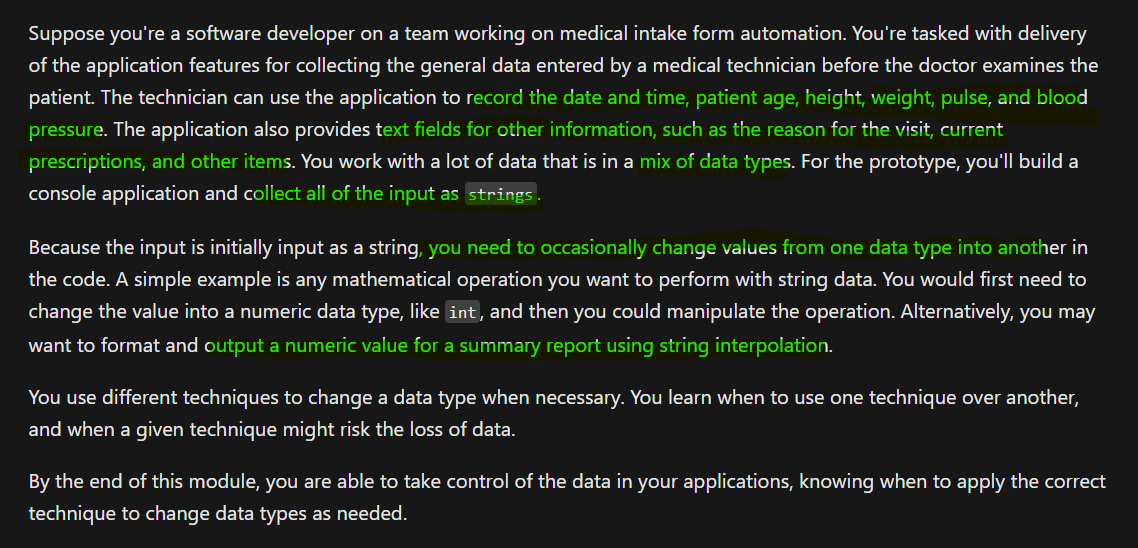 Suppose you're a software developer on a team working on medical intake form automation. You're tasked with delivery
of the application features for collecting the general data entered by a medical technician before the doctor examines the
patient. The technician can use the application to record the date and time, patient age, height, weight, pulse, and blood
pressure. The application also provides text fields for other information, such as the reason for the visit, current
prescriptions, and other items. You work with a lot of data that is in a mix of data types. For the prototype, you'll build a
console application and collect all of the input as strings.
Because the input is initially input as a string, you need to occasionally change values from one data type into another in
the code. A simple example is any mathematical operation you want to perform with string data. You would first need to
change the value into a numeric data type, like int, and then you could manipulate the operation. Alternatively, you may
want to format and output a numeric value for a summary report using string interpolation.
You use different techniques to change a data type when necessary. You learn when to use one technique over another,
and when a given technique might risk the loss of data.
By the end of this module, you are able to take control of the data in your applications, knowing when to apply the correct
technique to change data types as needed.